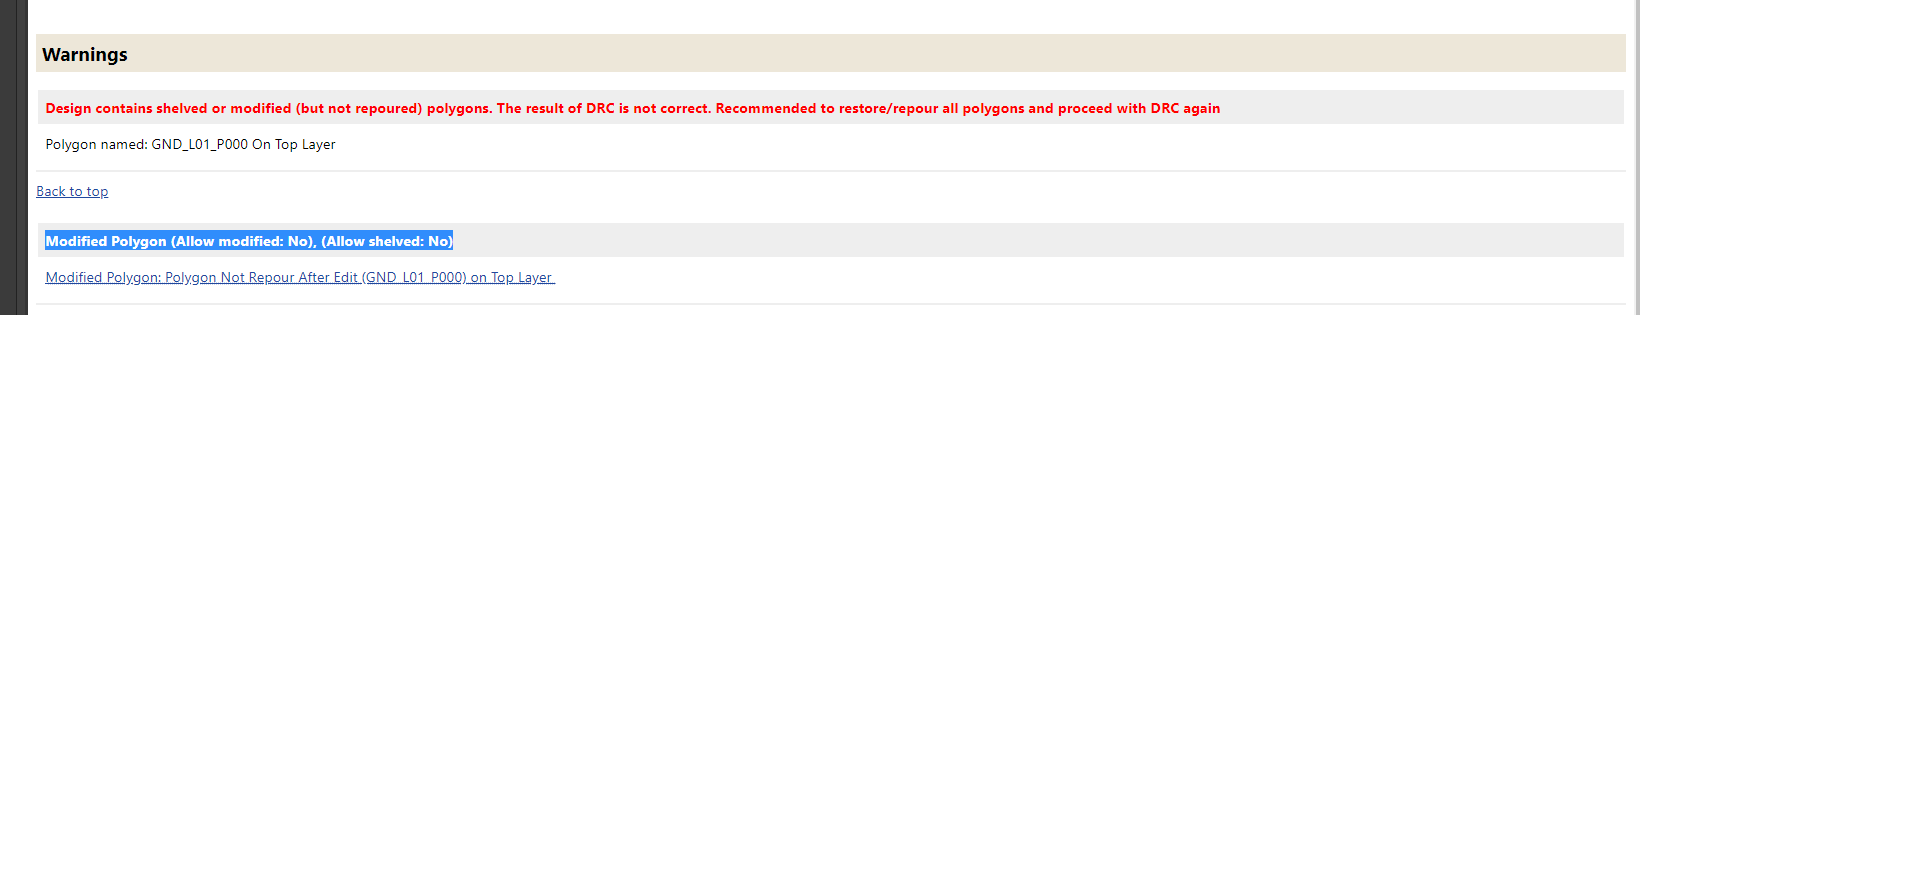 Warnings
Design contains shelved or modified (but not repoured) polygons. The result of DRC is not correct. Recommended to restore/repour all polygons and proceed with DRC again
Polygon named: GND_L01_P000 On Top Layer
Back to top
Modified Polygon (Allow modified: No), (Allow shelved: No)
Modified Polygon: Polygon Not Repour After Edit (GND_L01_P000) on Top Layer